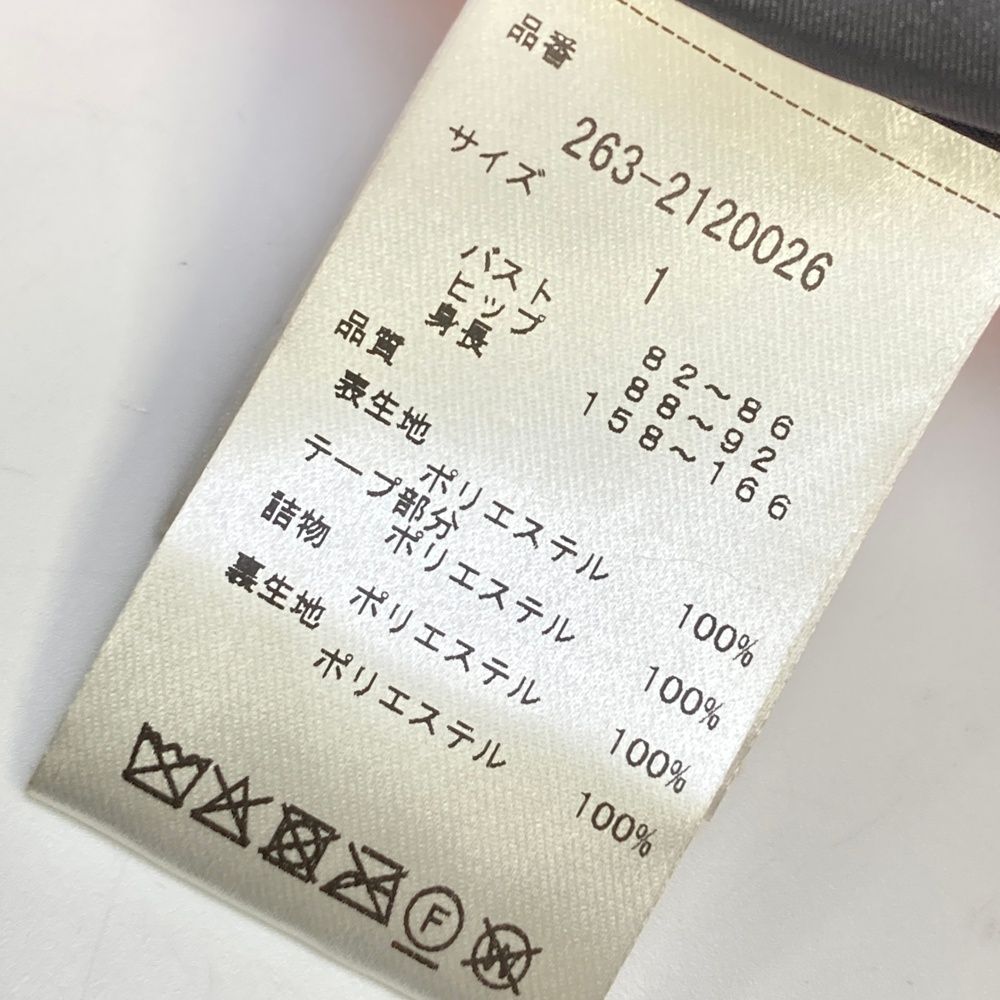 品番
263-2120026
サイズ
1
バスト 82～86
ヒップ 88～92
身長 158～166
品質
表生地
ポリエステル 100%
テープ部分
ポリエステル 100%
詰物
ポリエステル 100%
裏生地
ポリエステル 100%
F
W